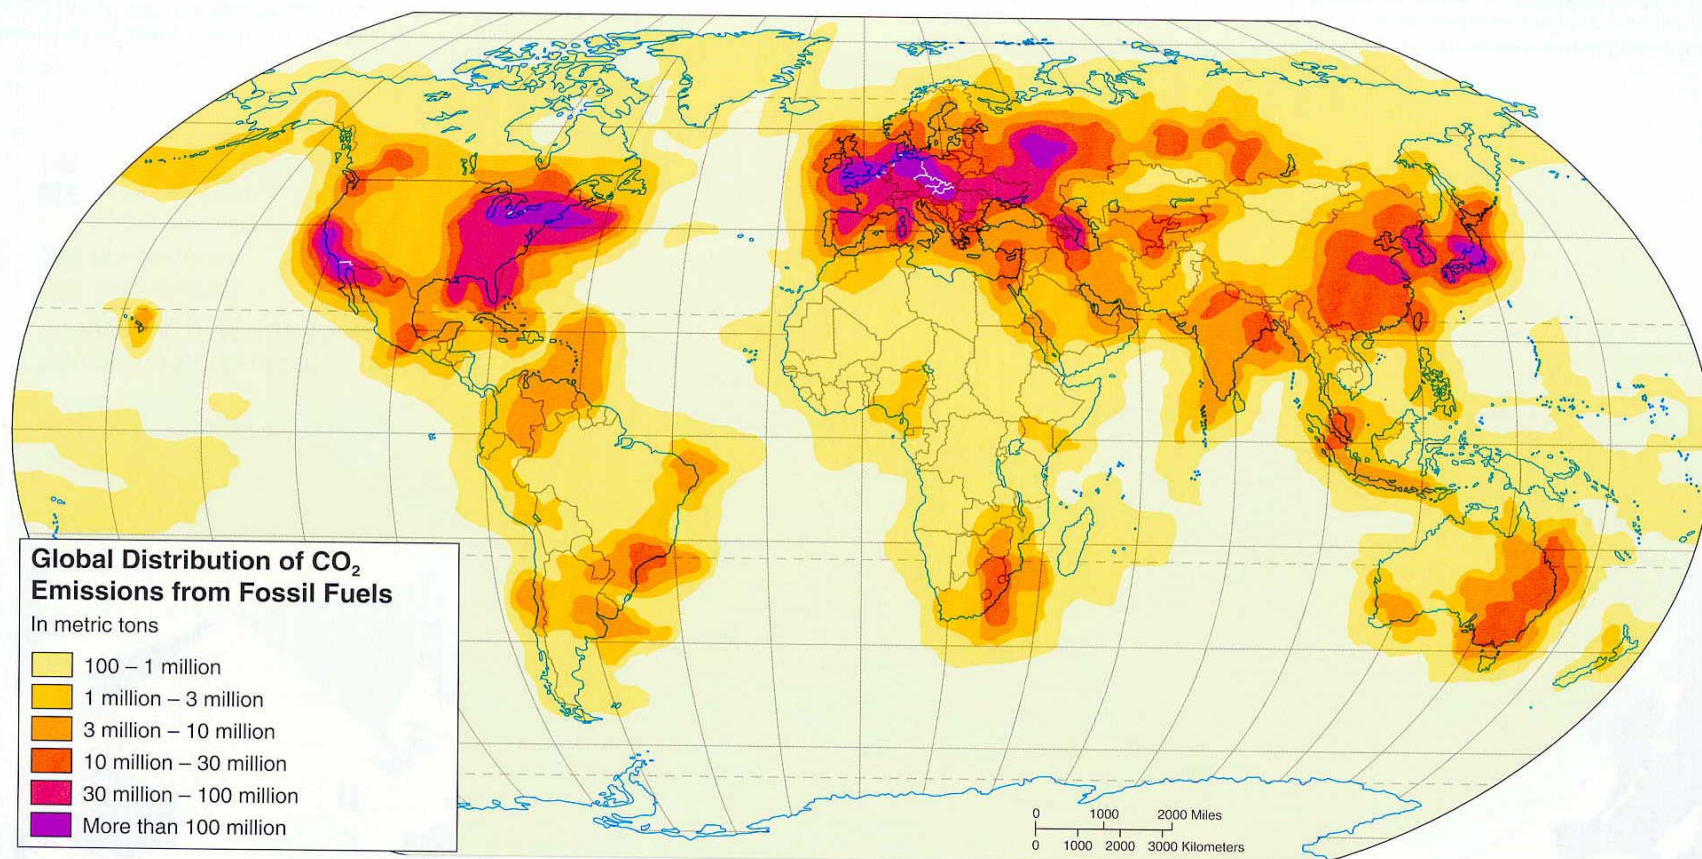 Global Distribution of CO₂
Emissions from Fossil Fuels
In metric tons
100 – 1 million
1 million – 3 million
3 million – 10 million
10 million – 30 million
30 million – 100 million
More than 100 million
0 1000 2000 Miles
0 1000 2000 3000 Kilometers